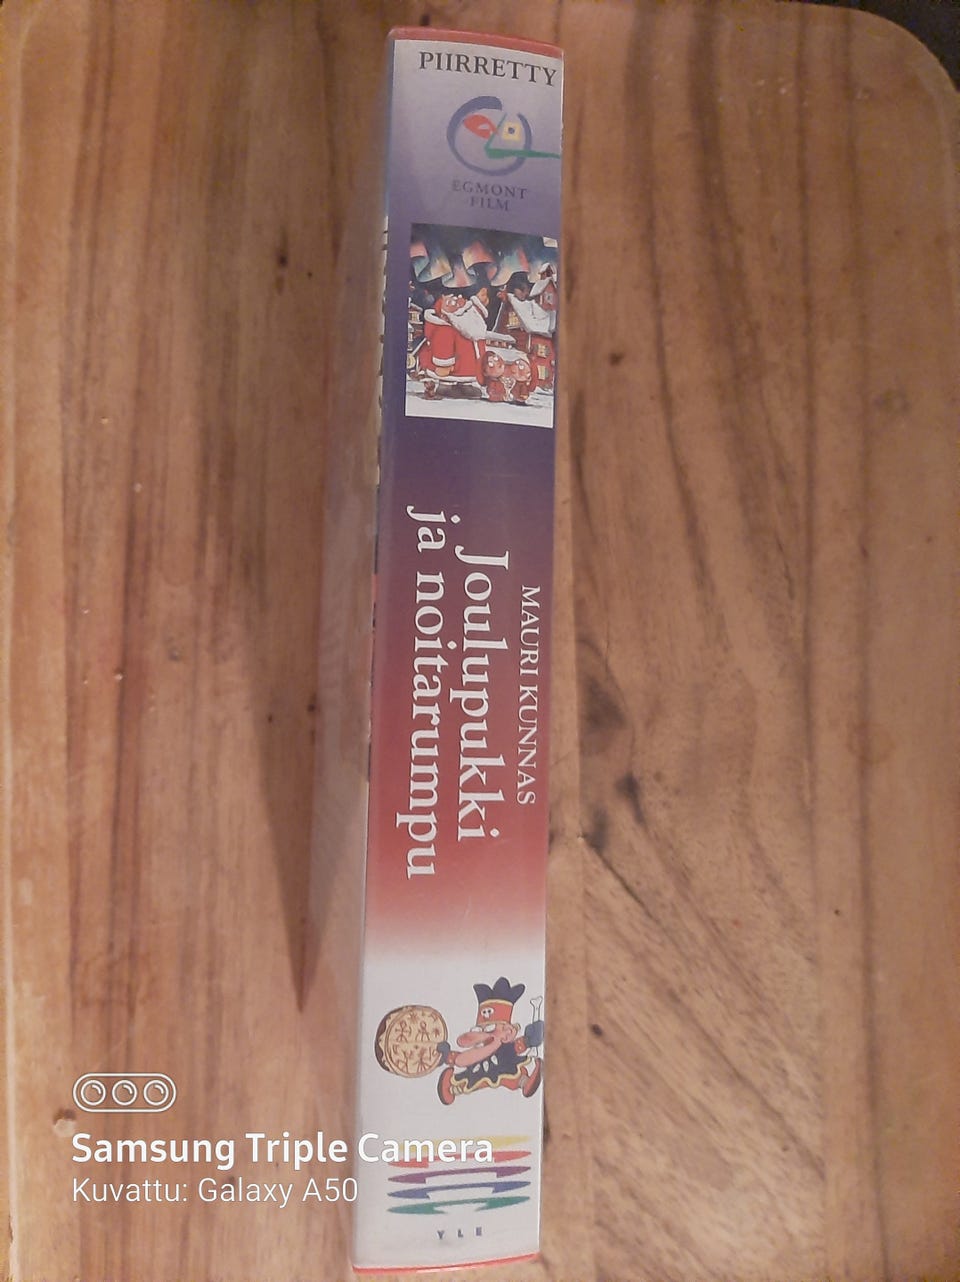 PIIRRETTY
EGMONT
FILM
MAURI KUNNAS
Joulupukki
ja noitarumpu
YLE
Samsung Triple Camera
Kuvattu: Galaxy A50